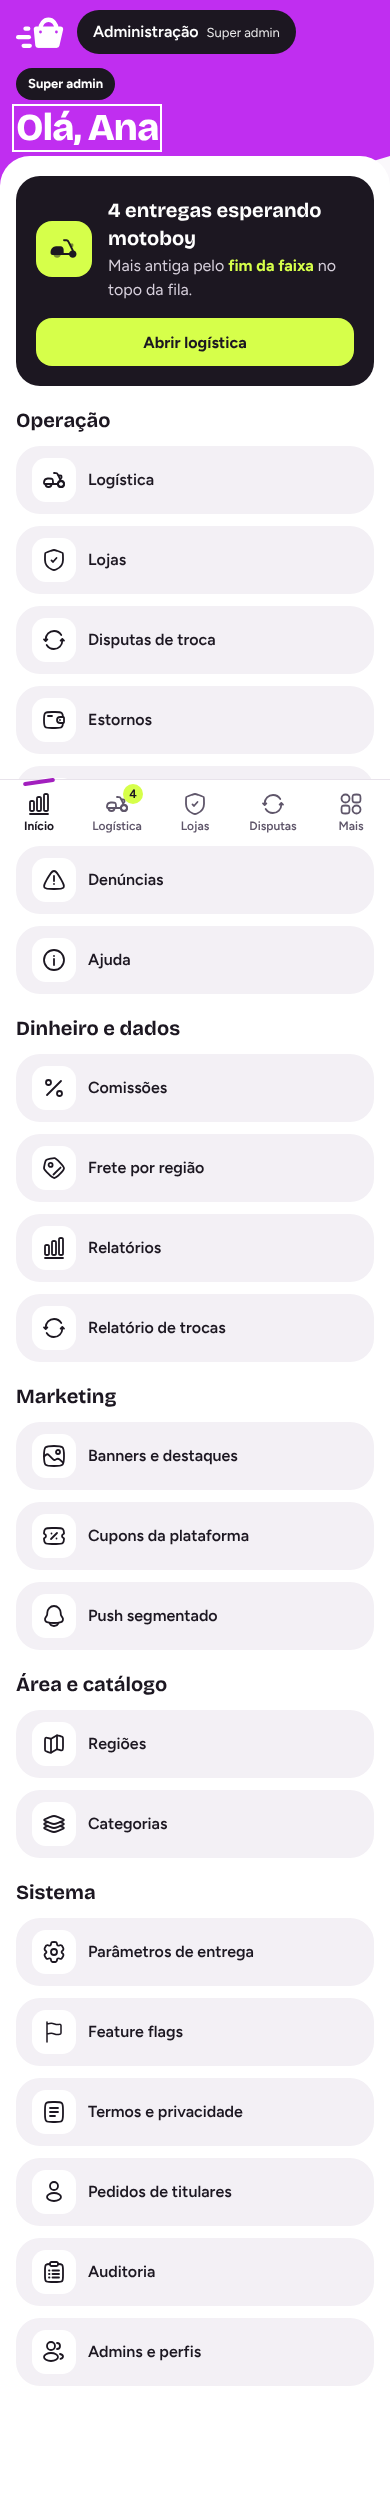 Administração Super admin
Super admin
Olá, Ana
4 entregas esperando
motoboy
Mais antiga pelo fim da faixa no
topo da fila.
Abrir logística
Operação
Logística
Lojas
Disputas de troca
Estornos
4
Início
Logística
Lojas
Disputas
Mais
Denúncias
Ajuda
Dinheiro e dados
Comissões
Frete por região
Relatórios
Relatório de trocas
Marketing
Banners e destaques
Cupons da plataforma
Push segmentado
Área e catálogo
Regiões
Categorias
Sistema
Parâmetros de entrega
Feature flags
Termos e privacidade
Pedidos de titulares
Auditoria
Admins e perfis